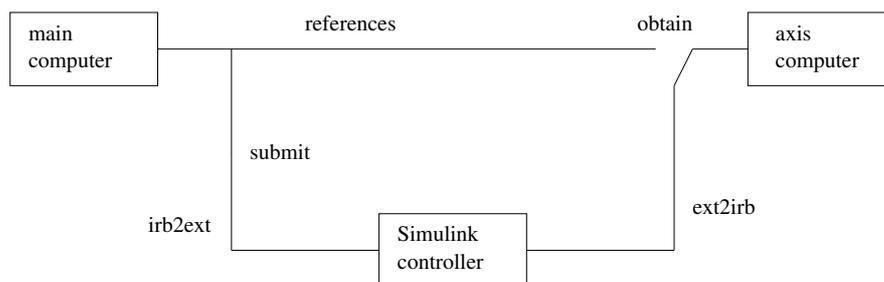 main
computer
references
obtain
axis
computer
submit
irb2ext
Simulink
controller
ext2irb